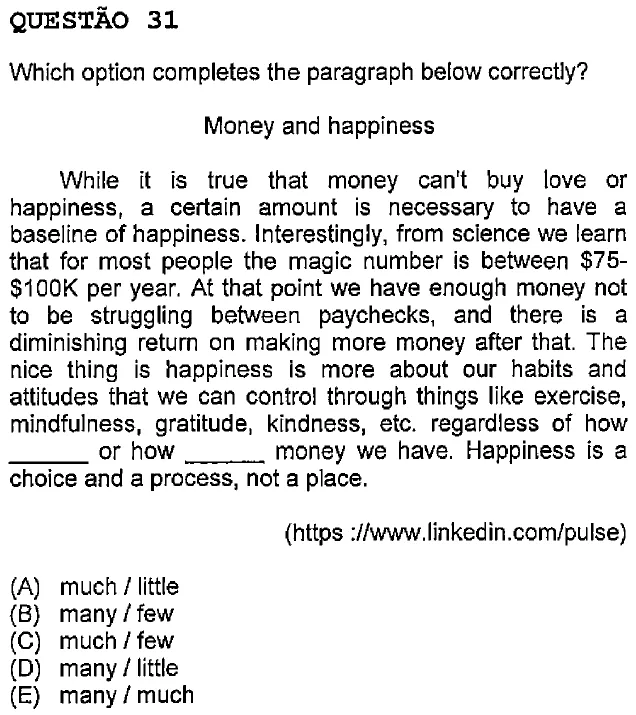 QUESTÃO 31
Which option completes the paragraph below correctly?
Money and happiness
While it is true that money can't buy love or
happiness, a certain amount is necessary to have a
baseline of happiness. Interestingly, from science we learn
that for most people the magic number is between $75-
$100K per year. At that point we have enough money not
to be struggling between paychecks, and there is a
diminishing return on making more money after that. The
nice thing is happiness is more about our habits and
attitudes that we can control through things like exercise,
mindfulness, gratitude, kindness, etc. regardless of how
______ or how ______ money we have. Happiness is a
choice and a process, not a place.
(https ://www.linkedin.com/pulse)
(A) much / little
(B) many / few
(C) much / few
(D) many / little
(E) many / much